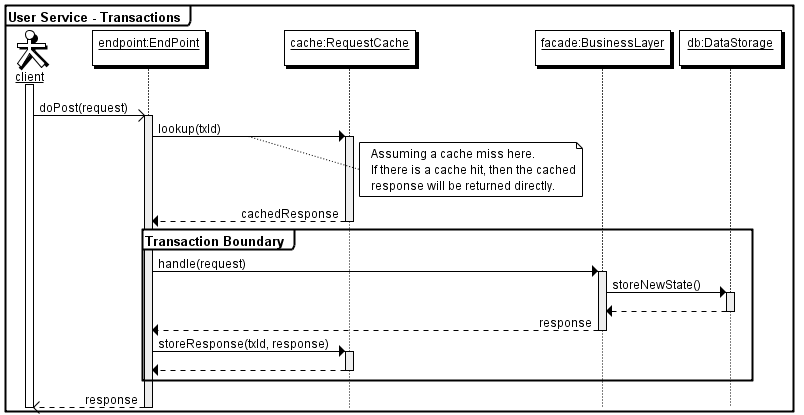 User Service - Transactions
endpoint:EndPoint
cache:RequestCache
facade:BusinessLayer
db:DataStorage
client
doPost(request)
lookup(txId)
Assuming a cache miss here.
If there is a cache hit, then the cached
response will be returned directly.
cachedResponse
Transaction Boundary
handle(request)
storeNewState()
response
storeResponse(txId, response)
response